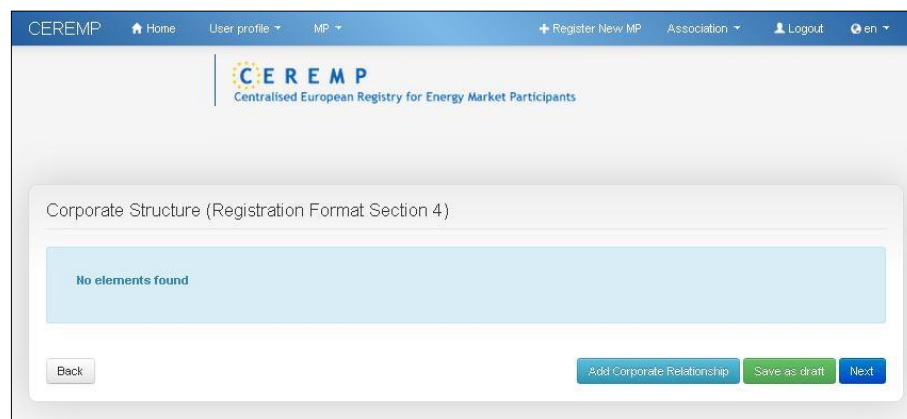 CEREMP Home User profile MP Register New MP Association Logout en
CEREMP
Centralised European Registry for Energy Market Participants
Corporate Structure (Registration Format Section 4)
No elements found
Back Add Corporate Relationship Save as draft Next